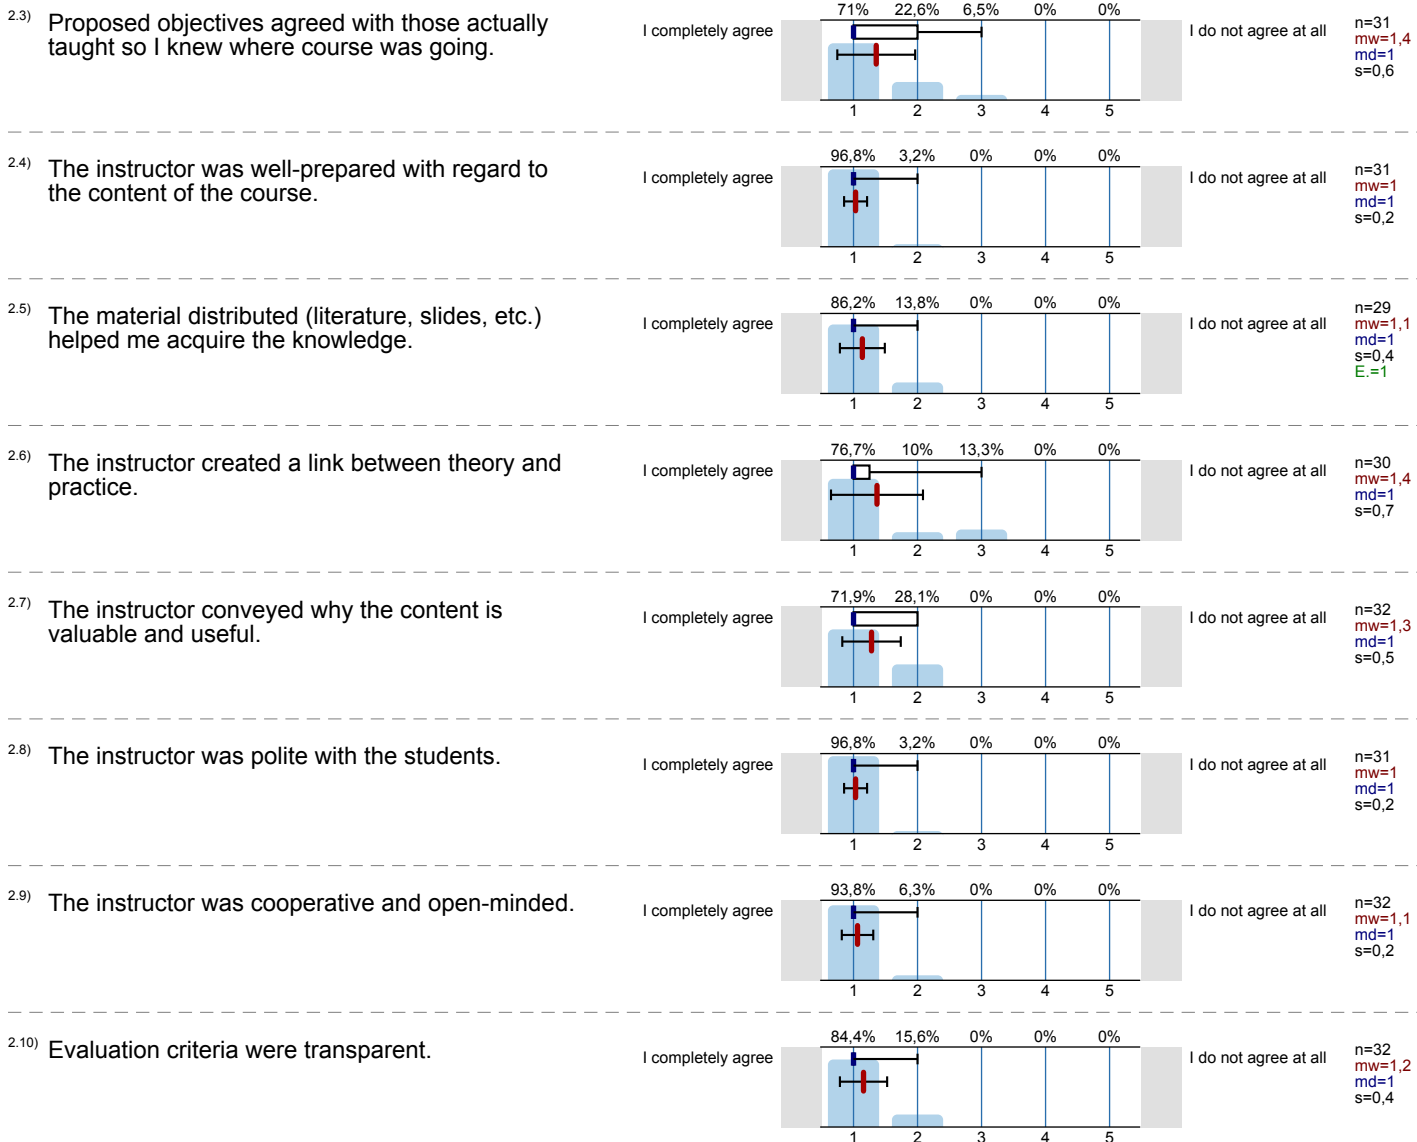 2.3) Proposed objectives agreed with those actually
taught so I knew where course was going.
I completely agree
71% 22,6% 6,5% 0% 0%
1 2 3 4 5
I do not agree at all
n=31
mw=1,4
md=1
s=0,6
2.4) The instructor was well-prepared with regard to
the content of the course.
I completely agree
96,8% 3,2% 0% 0% 0%
1 2 3 4 5
I do not agree at all
n=31
mw=1
md=1
s=0,2
2.5) The material distributed (literature, slides, etc.)
helped me acquire the knowledge.
I completely agree
86,2% 13,8% 0% 0% 0%
1 2 3 4 5
I do not agree at all
n=29
mw=1,1
md=1
s=0,4
E.=1
2.6) The instructor created a link between theory and
practice.
I completely agree
76,7% 10% 13,3% 0% 0%
1 2 3 4 5
I do not agree at all
n=30
mw=1,4
md=1
s=0,7
2.7) The instructor conveyed why the content is
valuable and useful.
I completely agree
71,9% 28,1% 0% 0% 0%
1 2 3 4 5
I do not agree at all
n=32
mw=1,3
md=1
s=0,5
2.8) The instructor was polite with the students.
I completely agree
96,8% 3,2% 0% 0% 0%
1 2 3 4 5
I do not agree at all
n=31
mw=1
md=1
s=0,2
2.9) The instructor was cooperative and open-minded.
I completely agree
93,8% 6,3% 0% 0% 0%
1 2 3 4 5
I do not agree at all
n=32
mw=1,1
md=1
s=0,2
2.10) Evaluation criteria were transparent.
I completely agree
84,4% 15,6% 0% 0% 0%
1 2 3 4 5
I do not agree at all
n=32
mw=1,2
md=1
s=0,4